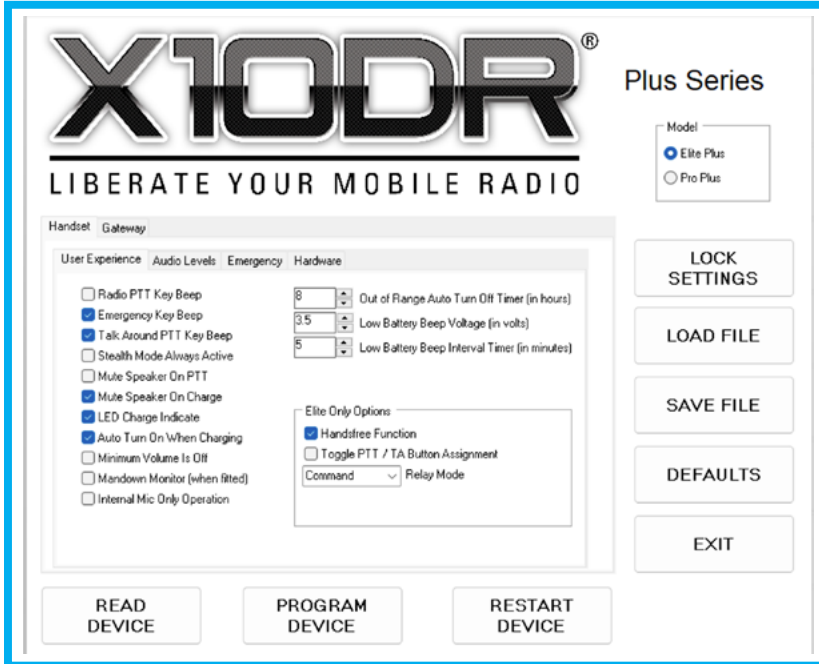 X10DR®
Plus Series
LIBERATE YOUR MOBILE RADIO
Model
Elite Plus
Pro Plus
Handset Gateway
User Experience Audio Levels Emergency Hardware
Radio PTT Key Beep
Emergency Key Beep
Talk Around PTT Key Beep
Stealth Mode Always Active
Mute Speaker On PTT
Mute Speaker On Charge
LED Charge Indicate
Auto Turn On When Charging
Minimum Volume Is Off
Mandown Monitor (when fitted)
Internal Mic Only Operation
8 Out of Range Auto Turn Off Timer (in hours)
3.5 Low Battery Beep Voltage (in volts)
5 Low Battery Beep Interval Timer (in minutes)
Elite Only Options
Handsfree Function
Toggle PTT / TA Button Assignment
Command Relay Mode
LOCK
SETTINGS
LOAD FILE
SAVE FILE
DEFAULTS
EXIT
READ
DEVICE
PROGRAM
DEVICE
RESTART
DEVICE